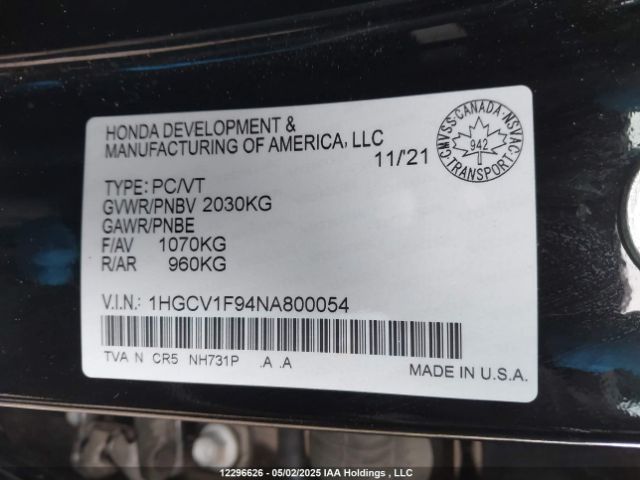 HONDA DEVELOPMENT &
MANUFACTURING OF AMERICA, LLC
11/'21
CMVSS · CANADA · NSVAC
942
TRANSPORT
TYPE: PC/VT
GVWR/PNBV 2030KG
GAWR/PNBE
F/AV 1070KG
R/AR 960KG
V.I.N.: 1HGCV1F94NA800054
TVA N CR5 NH731P .A .A
MADE IN U.S.A.
12296626 - 05/02/2025 IAA Holdings , LLC